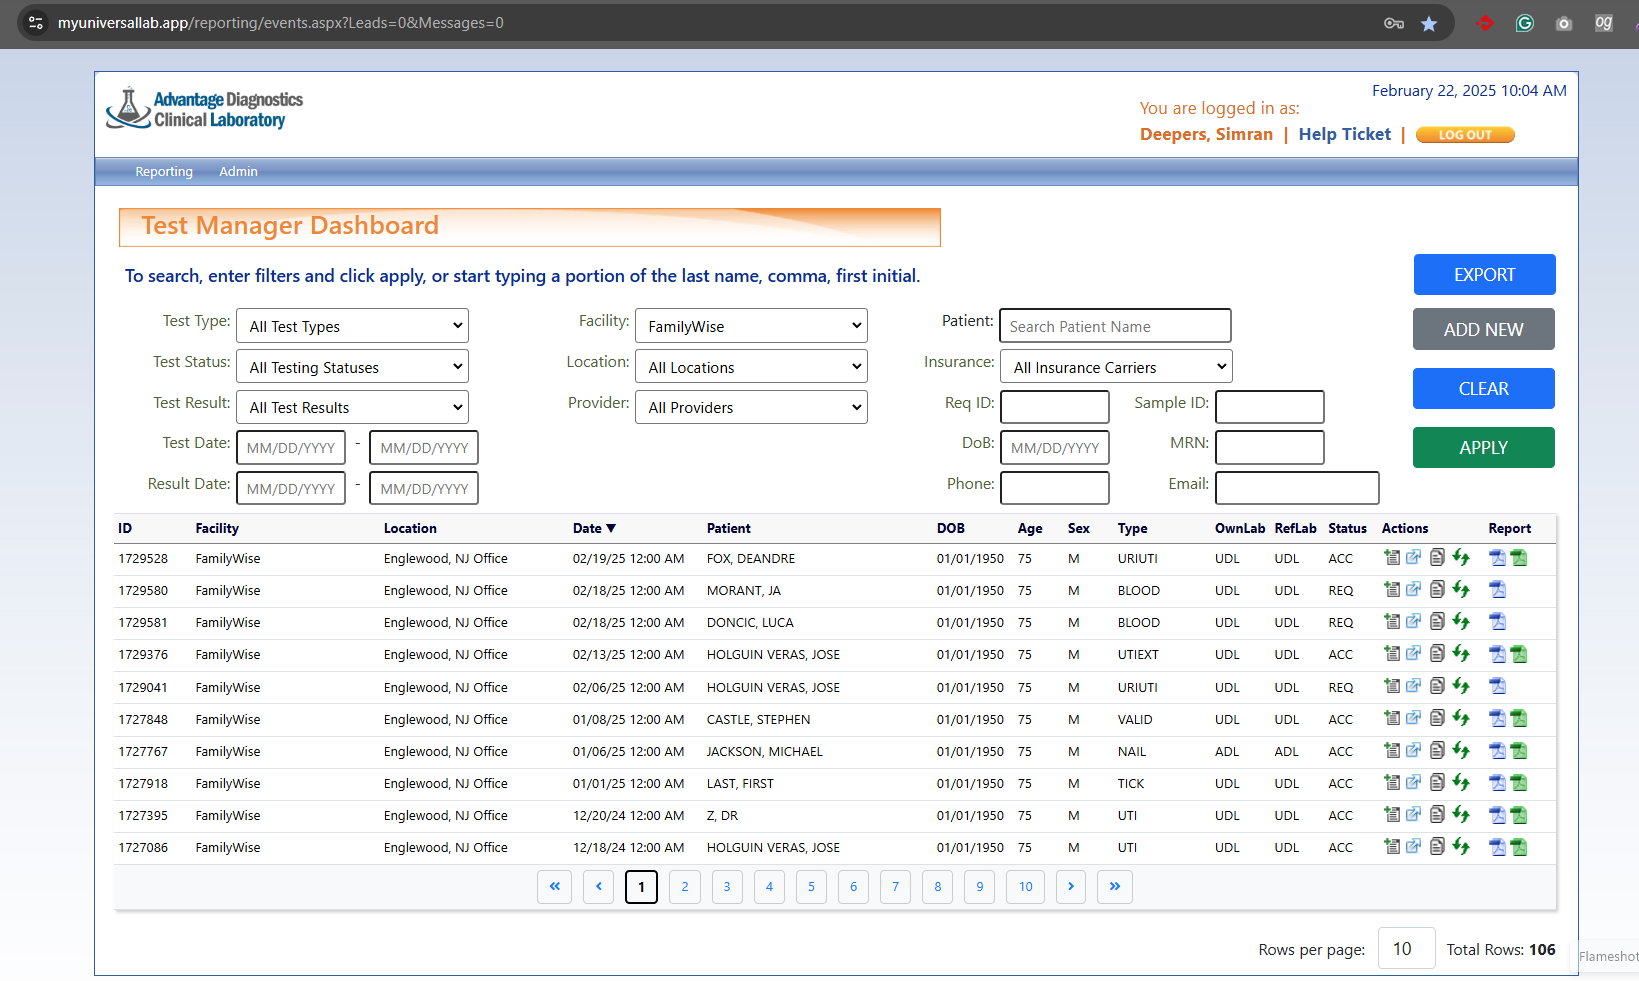 myuniversallab.app/reporting/events.aspx?Leads=0&Messages=0
Advantage Diagnostics
Clinical Laboratory
February 22, 2025 10:04 AM
You are logged in as:
Deepers, Simran | Help Ticket | LOG OUT
Reporting Admin
Test Manager Dashboard
To search, enter filters and click apply, or start typing a portion of the last name, comma, first initial.
EXPORT
ADD NEW
CLEAR
APPLY
Test Type: All Test Types Facility: FamilyWise Patient: Search Patient Name
Test Status: All Testing Statuses Location: All Locations Insurance: All Insurance Carriers
Test Result: All Test Results Provider: All Providers Req ID: Sample ID:
Test Date: MM/DD/YYYY - MM/DD/YYYY DoB: MM/DD/YYYY MRN:
Result Date: MM/DD/YYYY - MM/DD/YYYY Phone: Email:
ID Facility Location Date ▼ Patient DOB Age Sex Type OwnLab RefLab Status Actions Report
1729528 FamilyWise Englewood, NJ Office 02/19/25 12:00 AM FOX, DEANDRE 01/01/1950 75 M URIUTI UDL UDL ACC
1729580 FamilyWise Englewood, NJ Office 02/18/25 12:00 AM MORANT, JA 01/01/1950 75 M BLOOD UDL UDL REQ
1729581 FamilyWise Englewood, NJ Office 02/18/25 12:00 AM DONCIC, LUCA 01/01/1950 75 M BLOOD UDL UDL REQ
1729376 FamilyWise Englewood, NJ Office 02/13/25 12:00 AM HOLGUIN VERAS, JOSE 01/01/1950 75 M UTIEXT UDL UDL ACC
1729041 FamilyWise Englewood, NJ Office 02/06/25 12:00 AM HOLGUIN VERAS, JOSE 01/01/1950 75 M URIUTI UDL UDL REQ
1727848 FamilyWise Englewood, NJ Office 01/08/25 12:00 AM CASTLE, STEPHEN 01/01/1950 75 M VALID UDL UDL ACC
1727767 FamilyWise Englewood, NJ Office 01/06/25 12:00 AM JACKSON, MICHAEL 01/01/1950 75 M NAIL ADL ADL ACC
1727918 FamilyWise Englewood, NJ Office 01/01/25 12:00 AM LAST, FIRST 01/01/1950 75 M TICK UDL UDL ACC
1727395 FamilyWise Englewood, NJ Office 12/20/24 12:00 AM Z, DR 01/01/1950 75 M UTI UDL UDL ACC
1727086 FamilyWise Englewood, NJ Office 12/18/24 12:00 AM HOLGUIN VERAS, JOSE 01/01/1950 75 M UTI UDL UDL ACC
« ‹ 1 2 3 4 5 6 7 8 9 10 › »
Rows per page: 10 Total Rows: 106
Flameshot